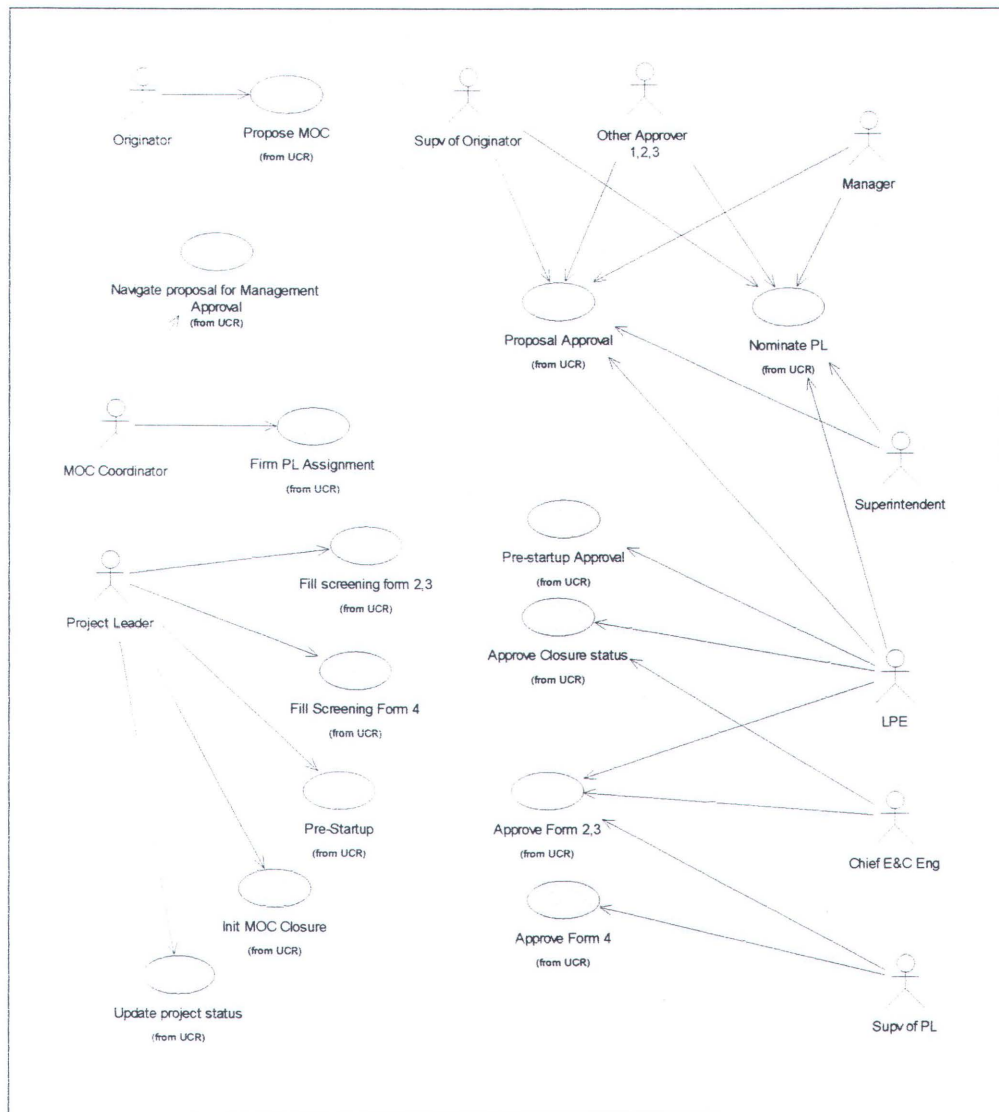 Originator
Propose MOC
(from UCR)
Supv of Originator
Other Approver
1,2,3
Manager
Navigate proposal for Management
Approval
(from UCR)
Proposal Approval
(from UCR)
Nominate PL
(from UCR)
MOC Coordinator
Firm PL Assignment
(from UCR)
Superintendent
Project Leader
Fill screening form 2,3
(from UCR)
Pre-startup Approval
(from UCR)
Approve Closure status
(from UCR)
LPE
Fill Screening Form 4
(from UCR)
Pre-Startup
(from UCR)
Approve Form 2,3
(from UCR)
Chief E&C Eng
Init MOC Closure
(from UCR)
Approve Form 4
(from UCR)
Update project status
(from UCR)
Supv of PL